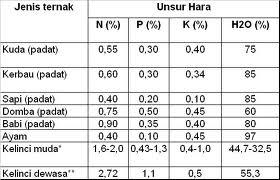 Jenis ternak Unsur Hara
N (%) P (%) K (%) H2O (%)
Kuda (padat) 0,55 0,30 0,40 75
Kerbau (padat) 0,60 0,30 0,34 85
Sapi (padat) 0,40 0,20 0,10 85
Domba (padat) 0,75 0,50 0,45 60
Babi (padat) 0,90 0,35 0,40 80
Ayam 0,40 0,10 0,45 97
Kelinci muda* 1,6-2,0 0,43-1,3 0,4-1,0 44,7-32,5
Kelinci dewasa** 2,72 1,1 0,5 55,3